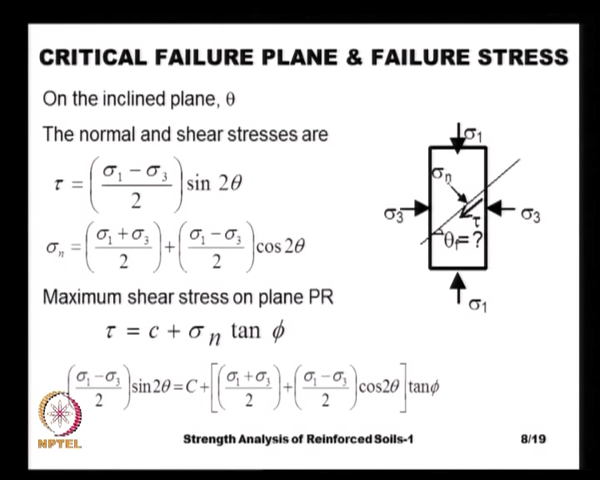 CRITICAL FAILURE PLANE & FAILURE STRESS
On the inclined plane, θ
The normal and shear stresses are
τ = ( (σ₁ − σ₃) / 2 ) sin 2θ
σₙ = ( (σ₁ + σ₃) / 2 ) + ( (σ₁ − σ₃) / 2 ) cos 2θ
Maximum shear stress on plane PR
τ = c + σₙ tan ϕ
( (σ₁ − σ₃) / 2 ) sin2θ = C + [ ( (σ₁ + σ₃) / 2 ) + ( (σ₁ − σ₃) / 2 ) cos2θ ] tanϕ
σ₁
σₙ
σ₃
τ
σ₃
θf=?
σ₁
NPTEL
Strength Analysis of Reinforced Soils-1
8/19